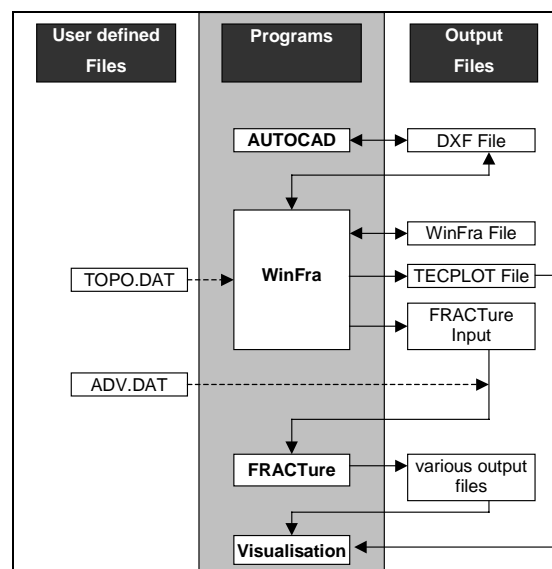 User defined
Files
Programs
Output
Files
AUTOCAD
DXF File
WinFra
WinFra File
TOPO.DAT
TECPLOT File
FRACTure
Input
ADV.DAT
FRACTure
various output
files
Visualisation